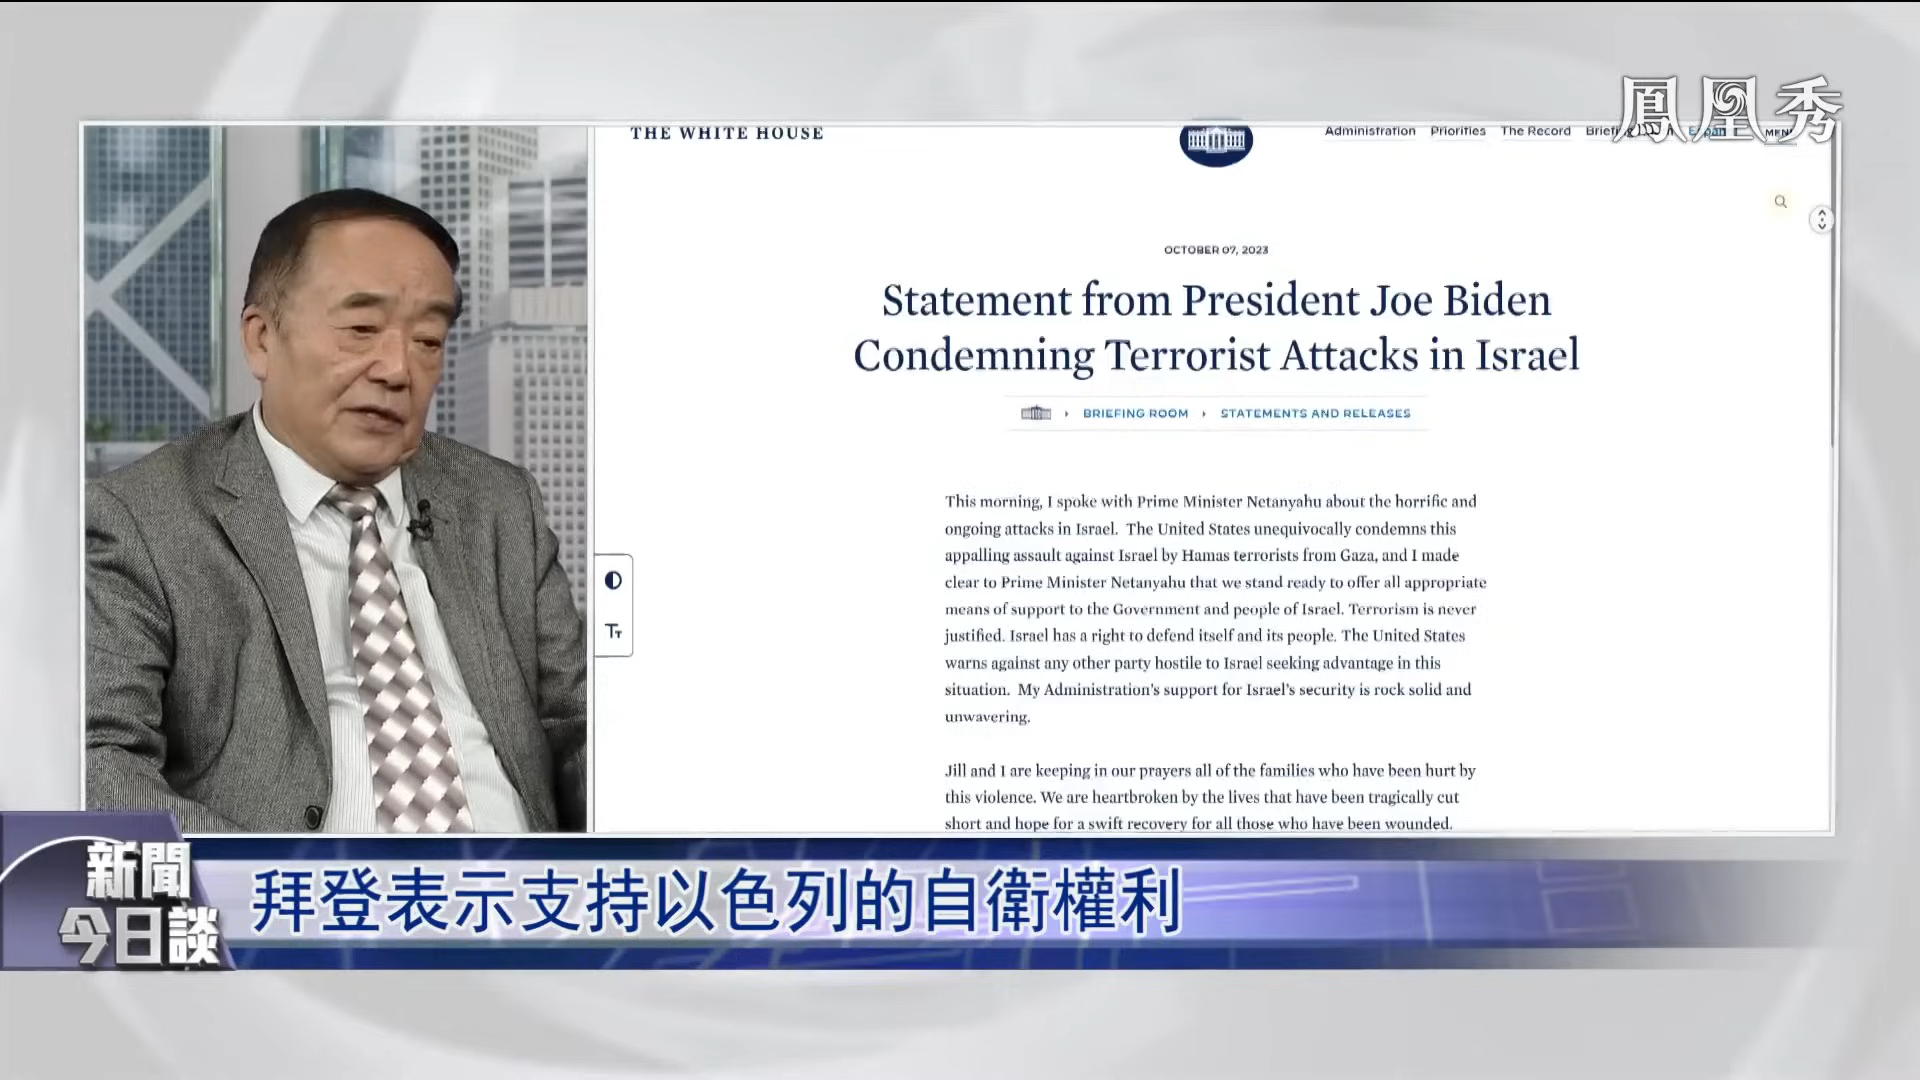 鳳凰秀
THE WHITE HOUSE
Administration Priorities The Record
MENU
OCTOBER 07, 2023
Statement from President Joe Biden
Condemning Terrorist Attacks in Israel
BRIEFING ROOM › STATEMENTS AND RELEASES
This morning, I spoke with Prime Minister Netanyahu about the horrific and
ongoing attacks in Israel. The United States unequivocally condemns this
appalling assault against Israel by Hamas terrorists from Gaza, and I made
clear to Prime Minister Netanyahu that we stand ready to offer all appropriate
means of support to the Government and people of Israel. Terrorism is never
justified. Israel has a right to defend itself and its people. The United States
warns against any other party hostile to Israel seeking advantage in this
situation. My Administration's support for Israel's security is rock solid and
unwavering.
Jill and I are keeping in our prayers all of the families who have been hurt by
this violence. We are heartbroken by the lives that have been tragically cut
short and hope for a swift recovery for all those who have been wounded.
Tт
新聞
今日談
拜登表示支持以色列的自衛權利